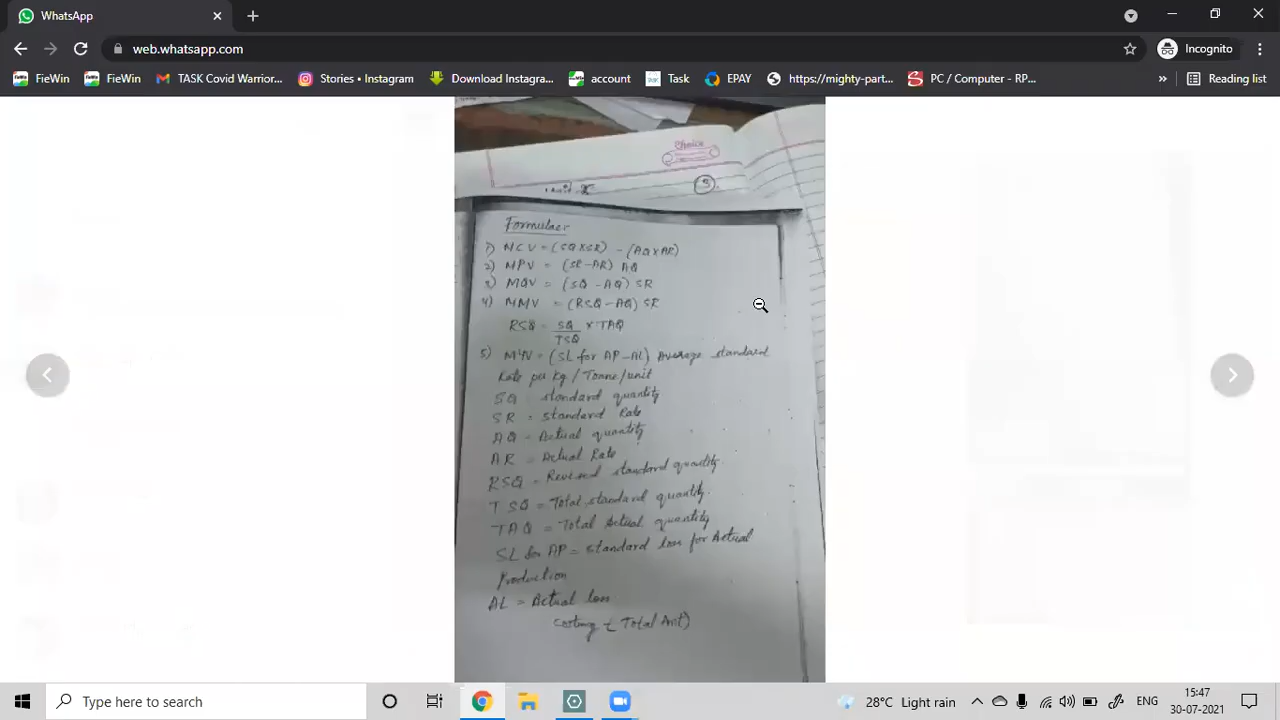 WhatsApp
web.whatsapp.com
Incognito
FieWin
FieWin
TASK Covid Warrior...
Stories • Instagram
Download Instagra...
account
Task
EPAY
https://mighty-part...
PC / Computer - RP...
»
Reading list
Choice
3
Formulae:
1) MCV = (SQ x SR) - (AQ x AR)
2) MPV = (SR - AR) AQ
3) MQV = (SQ - AQ) SR
4) MMV = (RSQ - AQ) SR
RSQ = SQ/TSQ x TAQ
5) MYV = (SL for AP - AL) Average standard
Rate per kg / Tonne / unit
SQ = standard quantity
SR = Standard Rate
AQ = Actual quantity
AR = Actual Rate
RSQ = Revised standard quantity
TSQ = Total standard quantity
TAQ = Total Actual quantity
SL for AP = standard loss for Actual
Production
AL = Actual loss
Total Amt)
Type here to search
28°C Light rain
15:47
30-07-2021